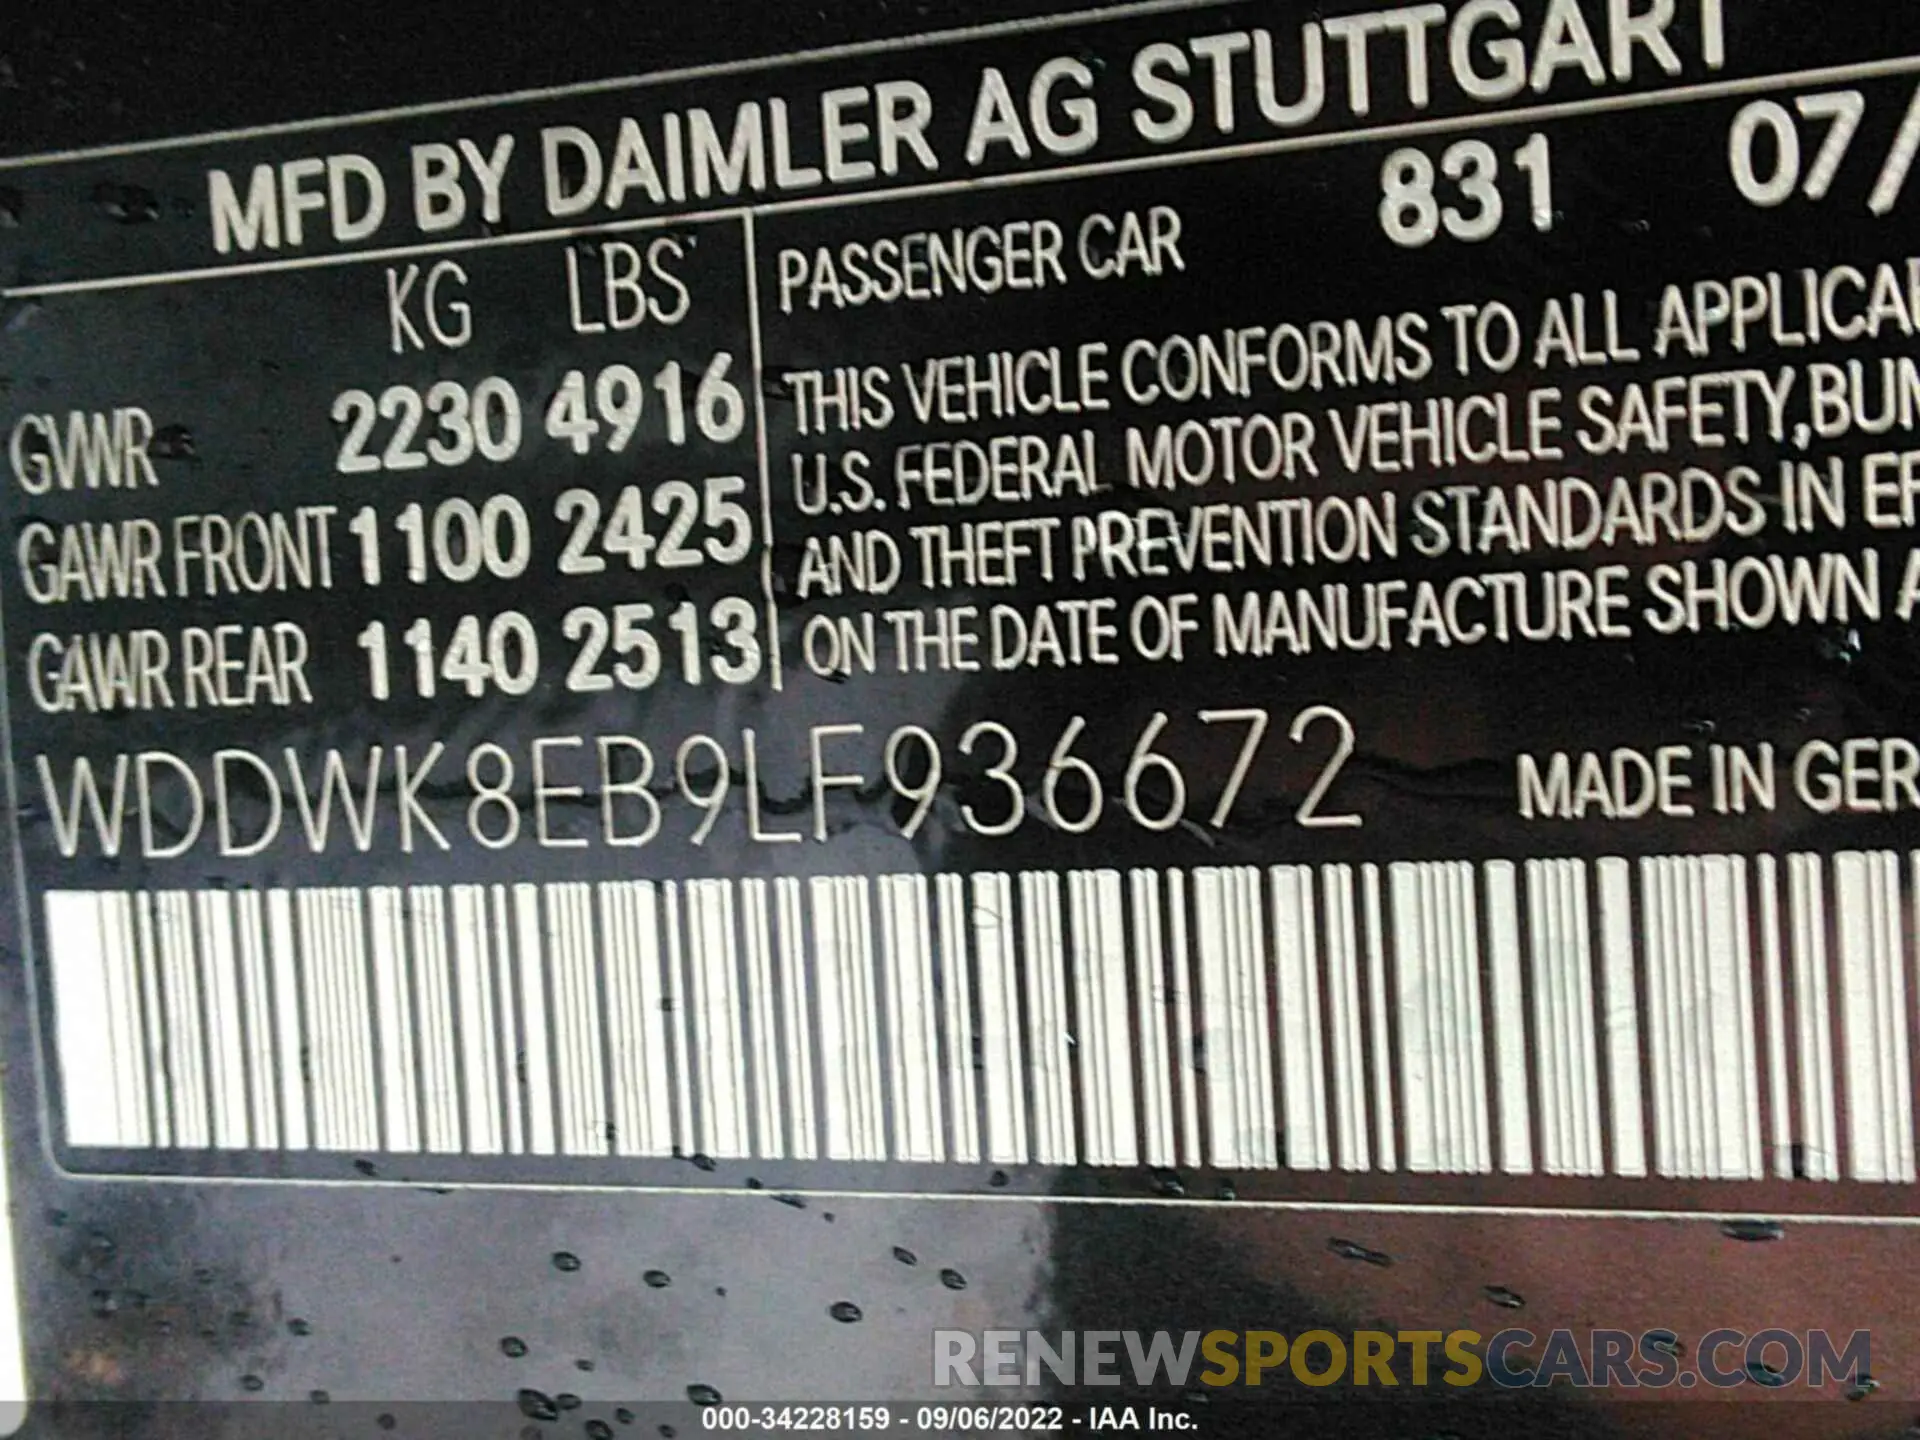 MFD BY DAIMLER AG STUTTGART
KG LBS
GVWR 2230 4916
GAWR FRONT 1100 2425
GAWR REAR 1140 2513
PASSENGER CAR 831 07/
THIS VEHICLE CONFORMS TO ALL APPLICA
U.S. FEDERAL MOTOR VEHICLE SAFETY, BUM
AND THEFT PREVENTION STANDARDS IN EF
ON THE DATE OF MANUFACTURE SHOWN A
WDDWK8EB9LF936672
MADE IN GER
RENEWSPORTSCARS.COM
000-34228159 - 09/06/2022 - IAA Inc.